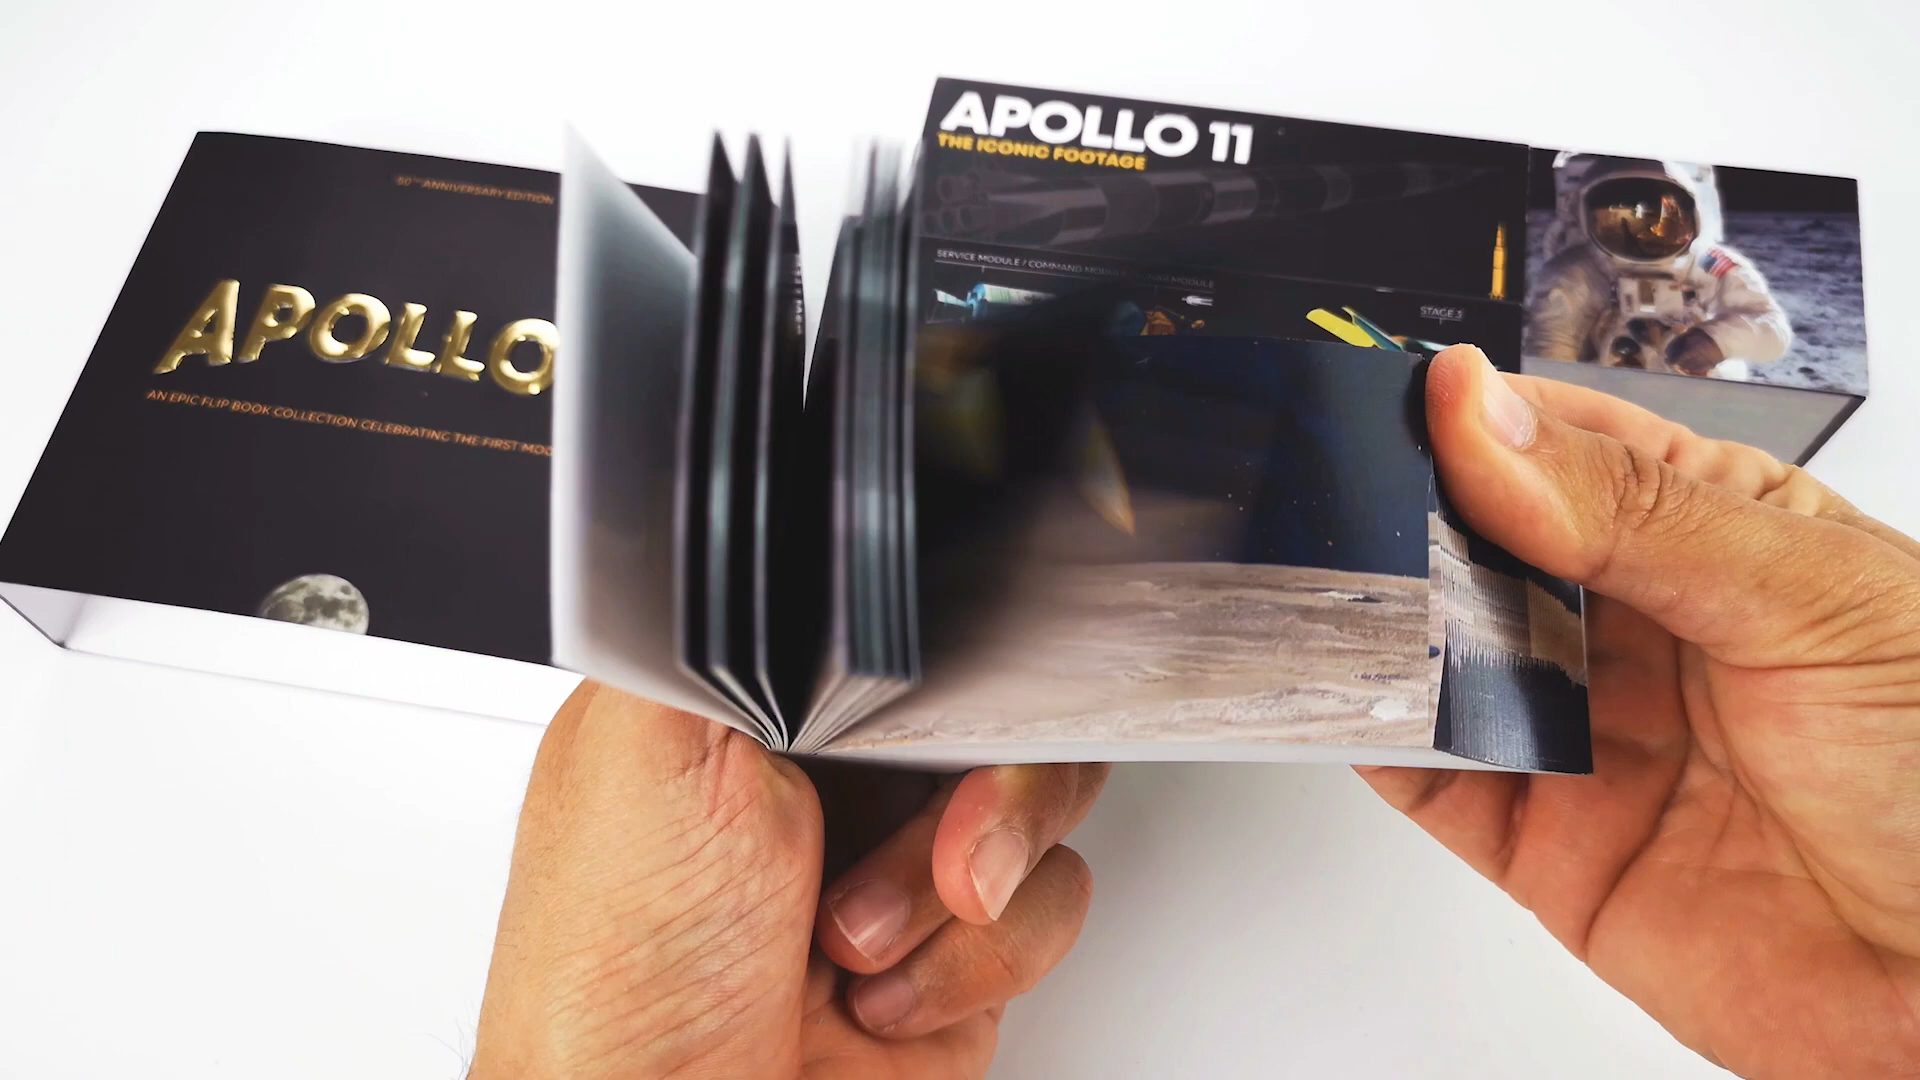 50TH ANNIVERSARY EDITION
APOLLO
AN EPIC FLIP BOOK COLLECTION CELEBRATING THE FIRST MOO
APOLLO 11
THE ICONIC FOOTAGE
SERVICE MODULE / COMMAND MODULE / MODULE
STAGE 3